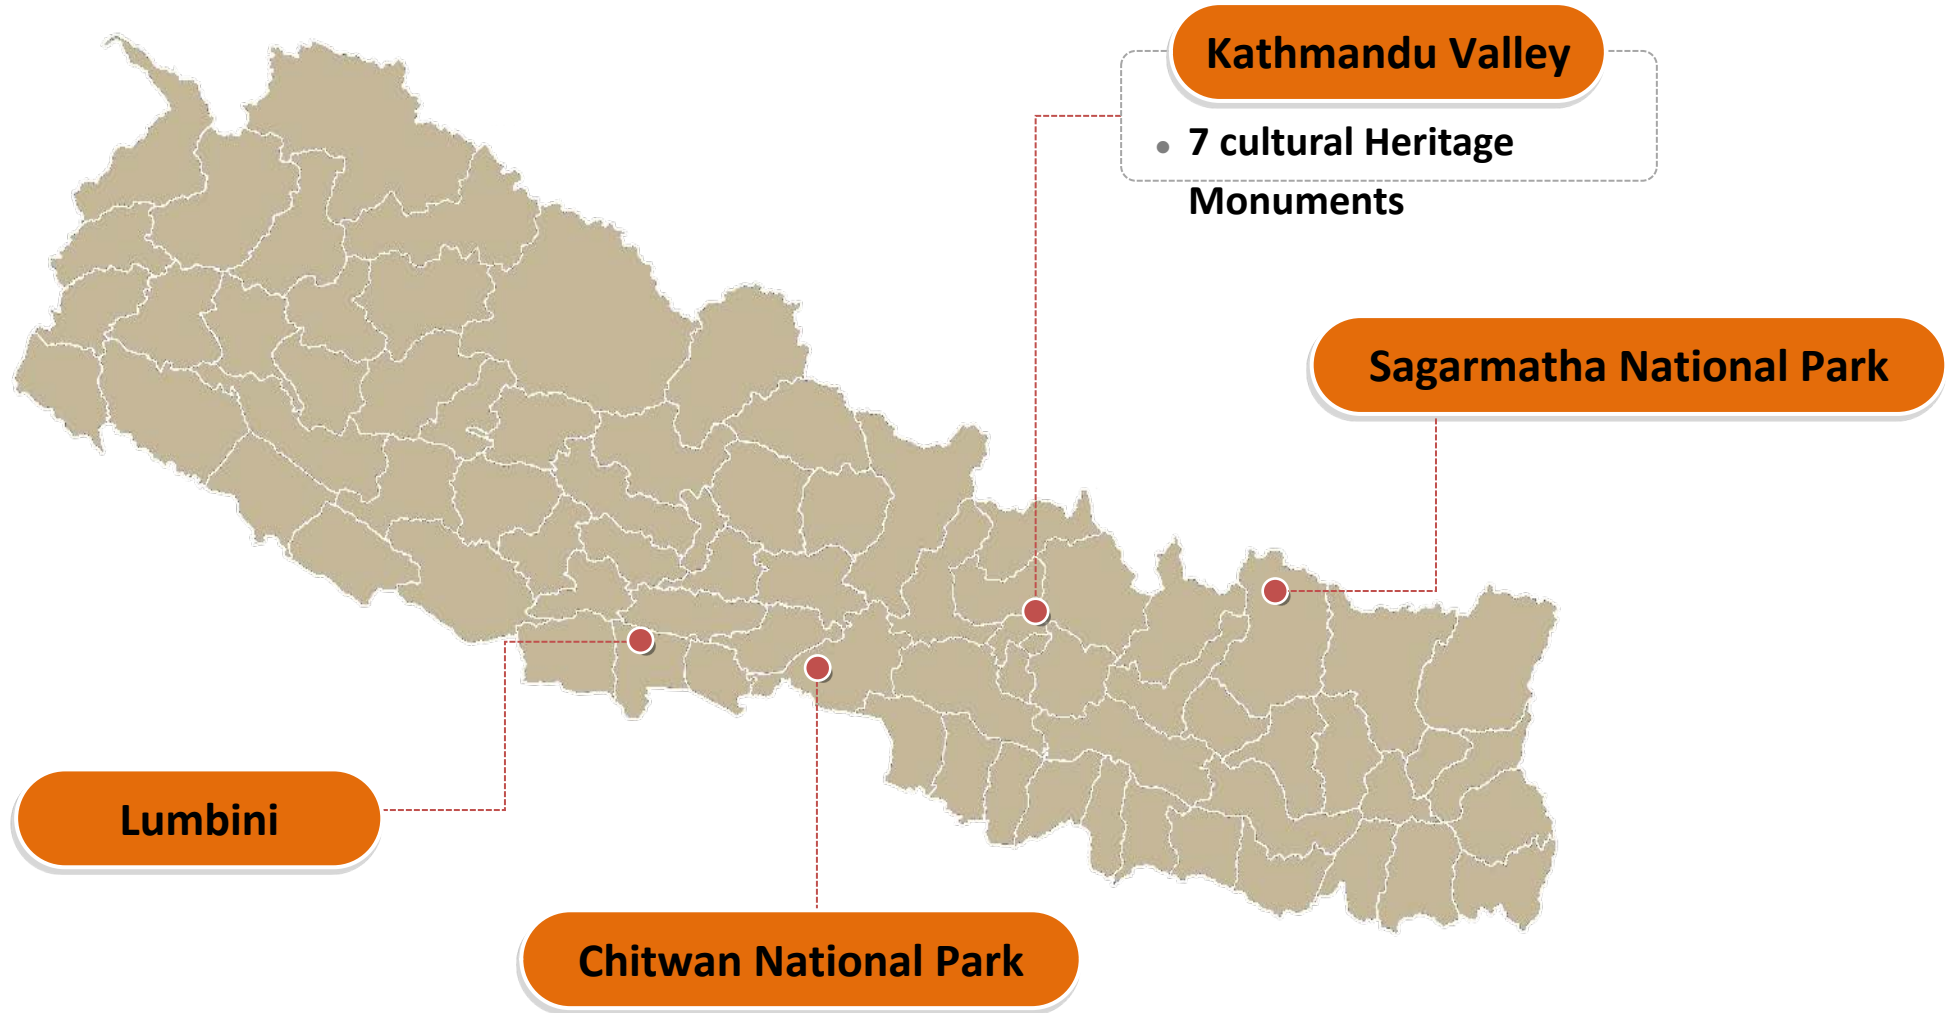 Kathmandu Valley
• 7 cultural Heritage
Monuments
Sagarmatha National Park
Lumbini
Chitwan National Park